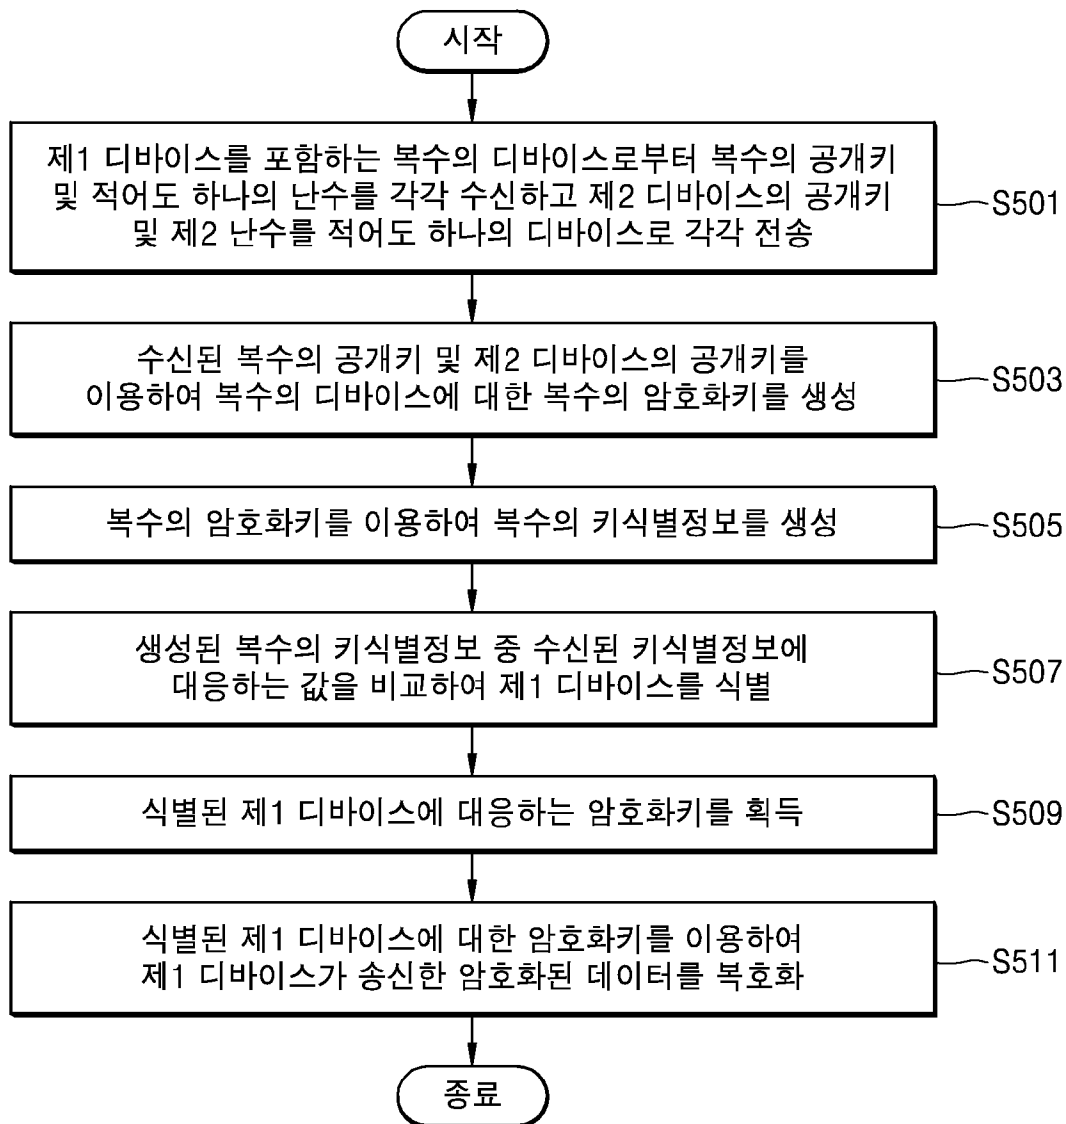 시작
제1 디바이스를 포함하는 복수의 디바이스로부터 복수의 공개키
및 적어도 하나의 난수를 각각 수신하고 제2 디바이스의 공개키
및 제2 난수를 적어도 하나의 디바이스로 각각 전송
S501
수신된 복수의 공개키 및 제2 디바이스의 공개키를
이용하여 복수의 디바이스에 대한 복수의 암호화키를 생성
S503
복수의 암호화키를 이용하여 복수의 키식별정보를 생성
S505
생성된 복수의 키식별정보 중 수신된 키식별정보에
대응하는 값을 비교하여 제1 디바이스를 식별
S507
식별된 제1 디바이스에 대응하는 암호화키를 획득
S509
식별된 제1 디바이스에 대한 암호화키를 이용하여
제1 디바이스가 송신한 암호화된 데이터를 복호화
S511
종료